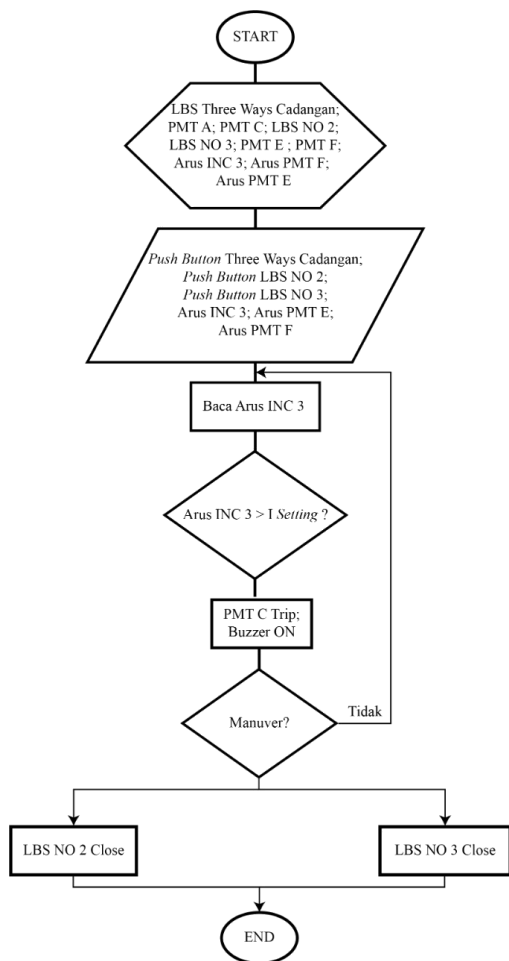 START
LBS Three Ways Cadangan;
PMT A; PMT C; LBS NO 2;
LBS NO 3; PMT E ; PMT F;
Arus INC 3; Arus PMT F;
Arus PMT E
Push Button Three Ways Cadangan;
Push Button LBS NO 2;
Push Button LBS NO 3;
Arus INC 3; Arus PMT E;
Arus PMT F
Baca Arus INC 3
Arus INC 3 > I Setting ?
PMT C Trip;
Buzzer ON
Manuver?
Tidak
LBS NO 2 Close
LBS NO 3 Close
END